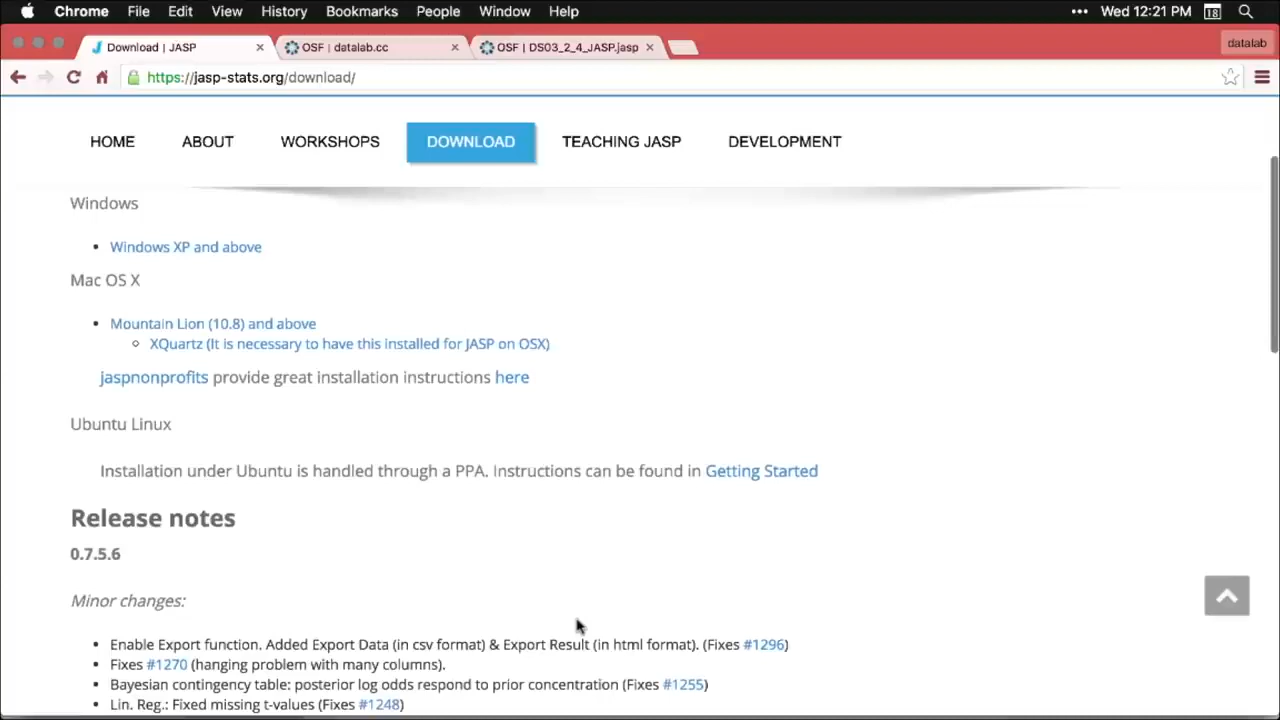 Chrome File Edit View History Bookmarks People Window Help ••• Wed 12:21 PM 18
Download | JASP × OSF | datalab.cc × OSF | DS03_2_4_JASP.jasp × datalab
https://jasp-stats.org/download/
HOME ABOUT WORKSHOPS DOWNLOAD TEACHING JASP DEVELOPMENT
Windows
• Windows XP and above
Mac OS X
• Mountain Lion (10.8) and above
○ XQuartz (It is necessary to have this installed for JASP on OSX)
jaspnonprofits provide great installation instructions here
Ubuntu Linux
Installation under Ubuntu is handled through a PPA. Instructions can be found in Getting Started
Release notes
0.7.5.6
Minor changes:
• Enable Export function. Added Export Data (in csv format) & Export Result (in html format). (Fixes #1296)
• Fixes #1270 (hanging problem with many columns).
• Bayesian contingency table: posterior log odds respond to prior concentration (Fixes #1255)
• Lin. Reg.: Fixed missing t-values (Fixes #1248)